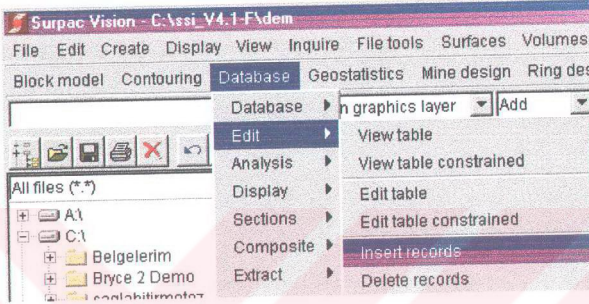 Surpac Vision - C:\ssi_V4.1-F\dem
File Edit Create Display View Inquire File tools Surfaces Volumes
Block model Contouring Database Geostatistics Mine design Ring des
Database n graphics layer Add
Edit View table
Analysis View table constrained
All files (*.*) Display Edit table
A:\ Sections Edit table constrained
C:\ Composite Insert records
Belgelerim Extract Delete records
Bryce 2 Demo